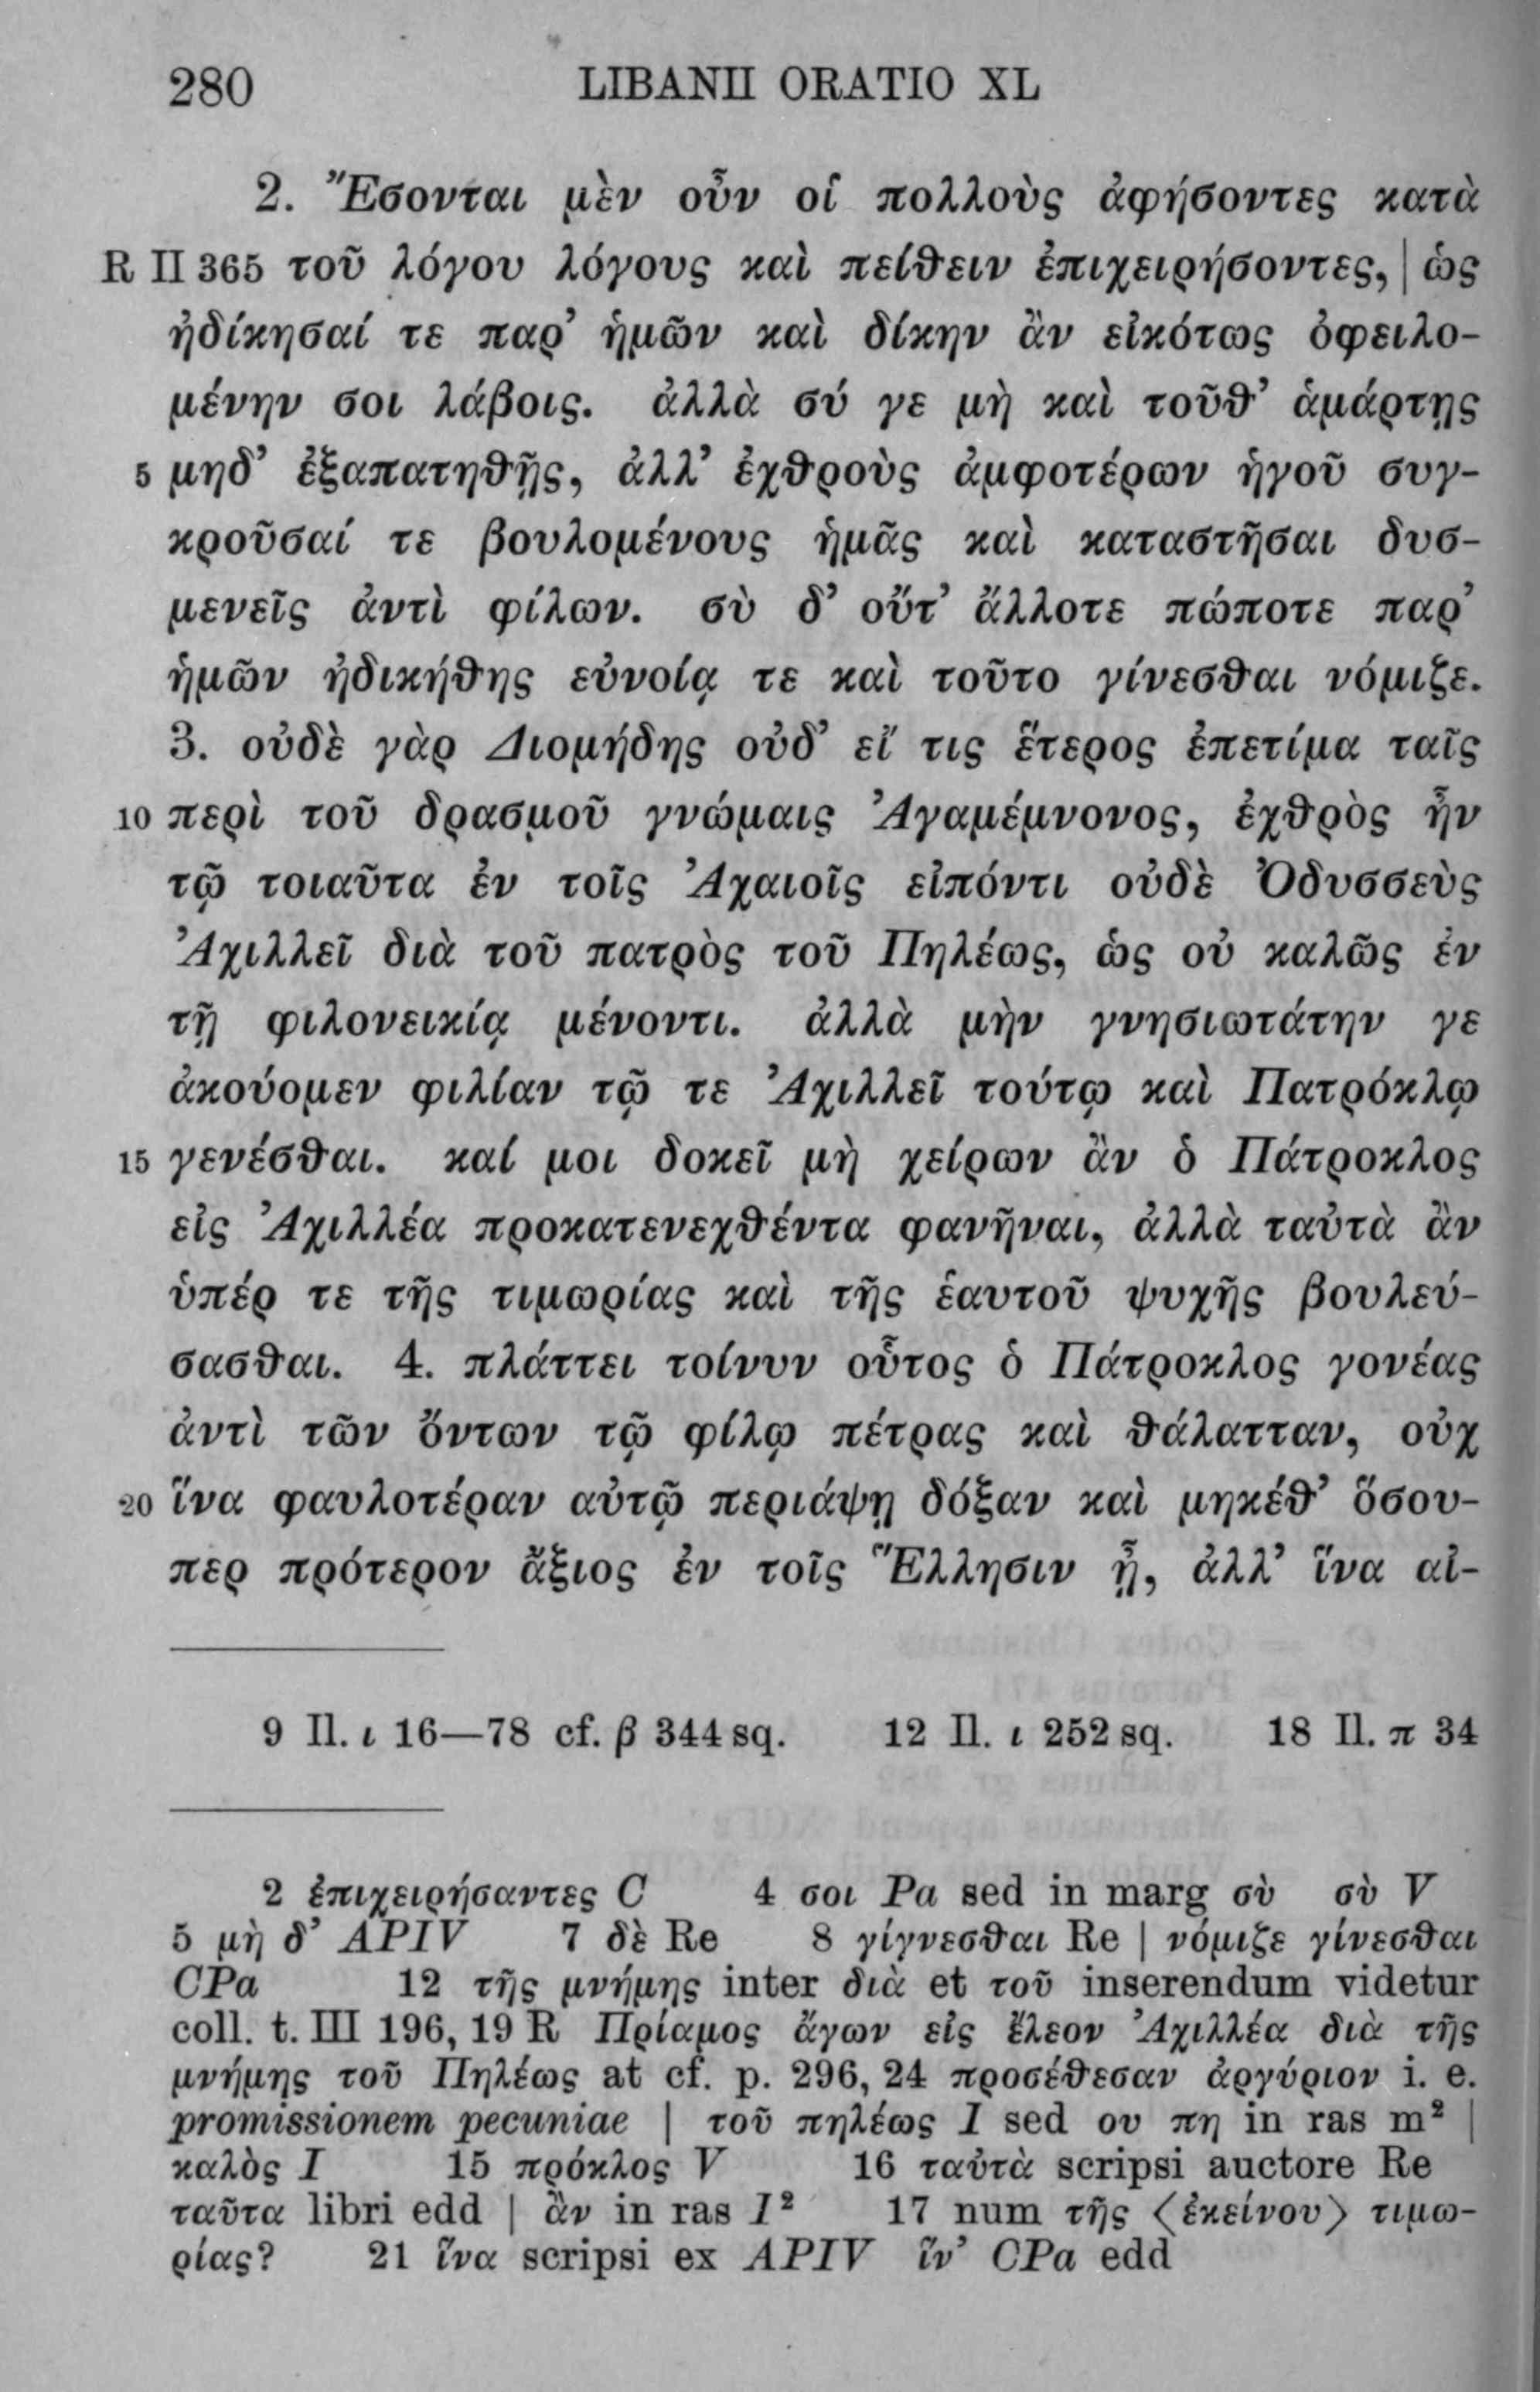 280 LIBANII ORATIO XL
2. Ἔσονται μὲν οὖν οἱ πολλοὺς ἀφήσοντες κατὰ
R II 365 τοῦ λόγου λόγους καὶ πείθειν ἐπιχειρήσοντες, | ὡς
ἠδίκησαί τε παρ’ ἡμῶν καὶ δίκην ἂν εἰκότως ὀφειλο-
μένην σοι λάβοις. ἀλλὰ σύ γε μὴ καὶ τοῦθ’ ἁμάρτῃς
5 μηδ’ ἐξαπατηθῇς, ἀλλ’ ἐχθροὺς ἀμφοτέρων ἡγοῦ συγ-
κροῦσαί τε βουλομένους ἡμᾶς καὶ καταστῆσαι δυσ-
μενεῖς ἀντὶ φίλων. σὺ δ’ οὔτ’ ἄλλοτε πώποτε παρ’
ἡμῶν ἠδικήθης εὐνοίᾳ τε καὶ τοῦτο γίνεσθαι νόμιζε.
3. οὐδὲ γὰρ Διομήδης οὐδ’ εἴ τις ἕτερος ἐπετίμα ταῖς
10 περὶ τοῦ δρασμοῦ γνώμαις Ἀγαμέμνονος, ἐχθρὸς ἦν
τῷ τοιαῦτα ἐν τοῖς Ἀχαιοῖς εἰπόντι οὐδὲ Ὀδυσσεὺς
Ἀχιλλεῖ διὰ τοῦ πατρὸς τοῦ Πηλέως, ὡς οὐ καλῶς ἐν
τῇ φιλονεικίᾳ μένοντι. ἀλλὰ μὴν γνησιωτάτην γε
ἀκούομεν φιλίαν τῷ τε Ἀχιλλεῖ τούτῳ καὶ Πατρόκλῳ
15 γενέσθαι. καί μοι δοκεῖ μὴ χείρων ἂν ὁ Πάτροκλος
εἰς Ἀχιλλέα προκατενεχθέντα φανῆναι, ἀλλὰ ταὐτὰ ἂν
ὑπέρ τε τῆς τιμωρίας καὶ τῆς ἑαυτοῦ ψυχῆς βουλεύ-
σασθαι. 4. πλάττει τοίνυν οὗτος ὁ Πάτροκλος γονέας
ἀντὶ τῶν ὄντων τῷ φίλῳ πέτρας καὶ θάλατταν, οὐχ
20 ἵνα φαυλοτέραν αὐτῷ περιάψῃ δόξαν καὶ μηκέθ’ ὅσου-
περ πρότερον ἄξιος ἐν τοῖς Ἕλλησιν ᾖ, ἀλλ’ ἵνα αἰ-
9 Il. ι 16—78 cf. β 344 sq. 12 Il. ι 252 sq. 18 Il. π 34
2 ἐπιχειρήσαντες C 4 σοι Pa sed in marg σὺ σὺ V
5 μὴ δ’ APIV 7 δὲ Re 8 γίγνεσθαι Re | νόμιζε γίνεσθαι
CPa 12 τῆς μνήμης inter διὰ et τοῦ inserendum videtur
coll. t. III 196, 19 R Πρίαμος ἄγων εἰς ἔλεον Ἀχιλλέα διὰ τῆς
μνήμης τοῦ Πηλέως at cf. p. 296, 24 προσέθεσαν ἀργύριον i. e.
promissionem pecuniae | τοῦ πηλέως I sed ου πη in ras m² |
καλὸς I 15 πρόκλος V 16 ταὐτὰ scripsi auctore Re
ταῦτα libri edd | ἂν in ras I² 17 num τῆς ⟨ἐκείνου⟩ τιμω-
ρίας? 21 ἵνα scripsi ex APIV ἵν’ CPa edd